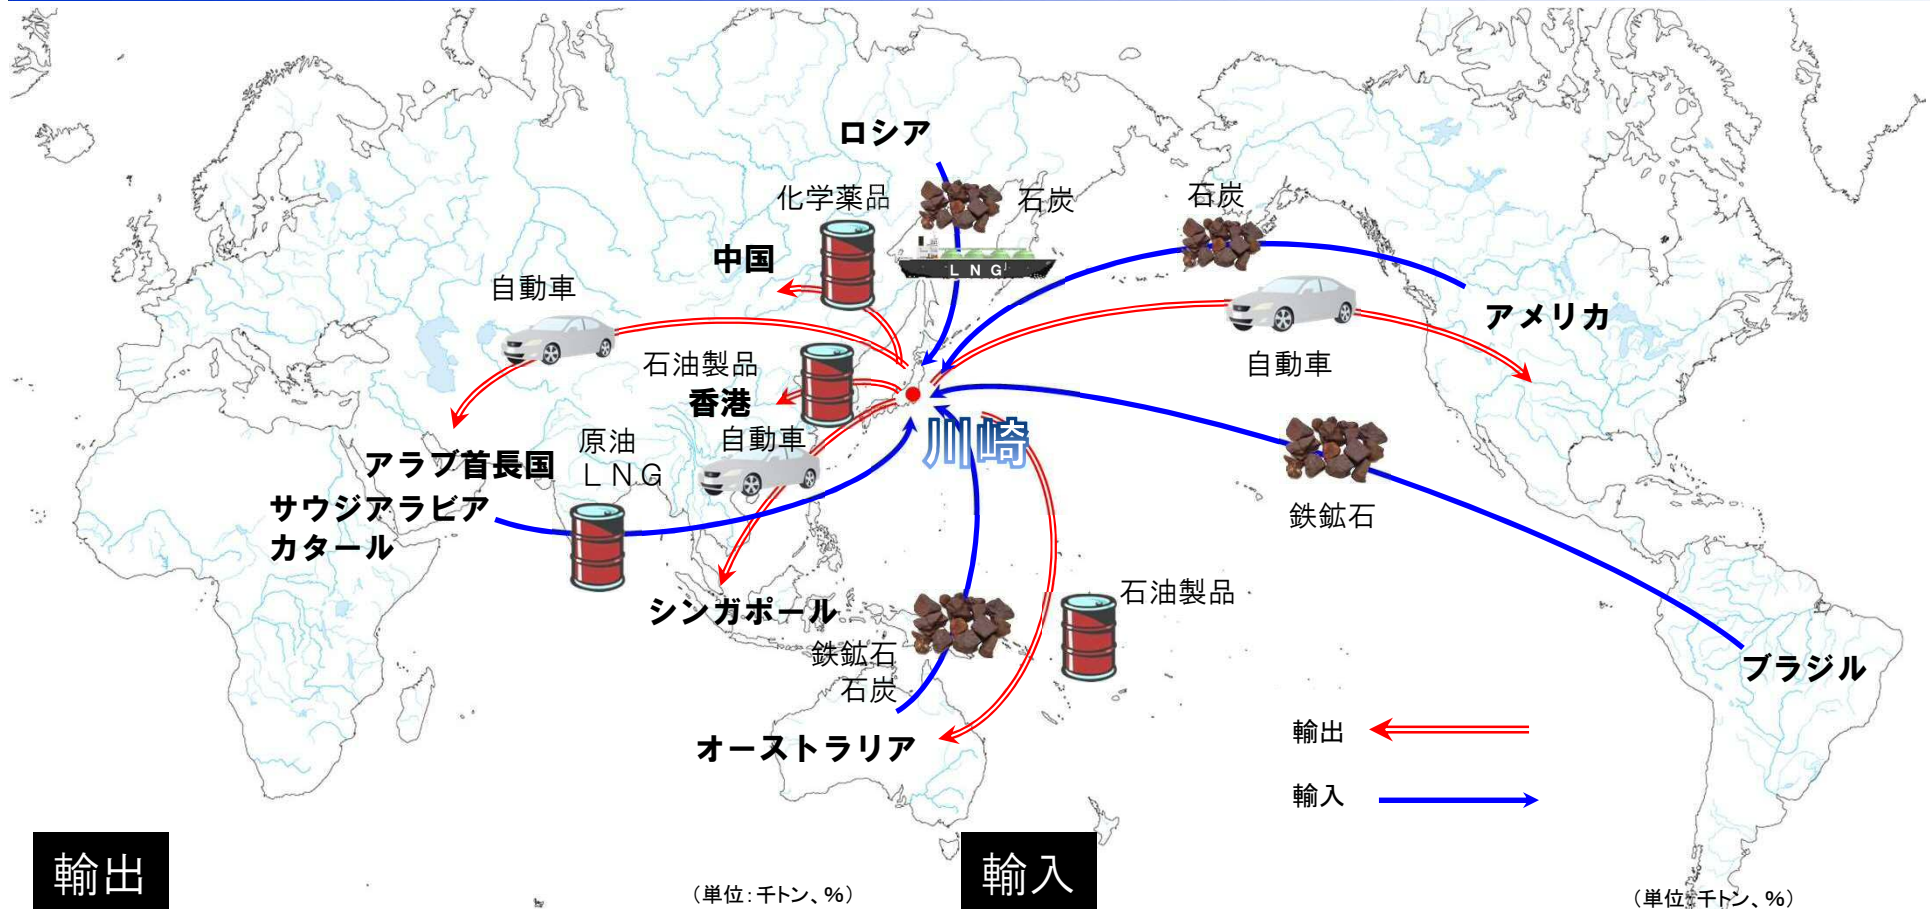 ロシア
化学薬品
石炭
石炭
中国
ＬＮＧ
自動車
アメリカ
石油製品
自動車
香港
川崎
原油
ＬＮＧ
自動車
アラブ首長国
サウジアラビア
カタール
鉄鉱石
シンガポール
石油製品
鉄鉱石
石炭
ブラジル
オーストラリア
輸出
輸入
輸出
（単位：千トン、％）
輸入
（単位：千トン、％）